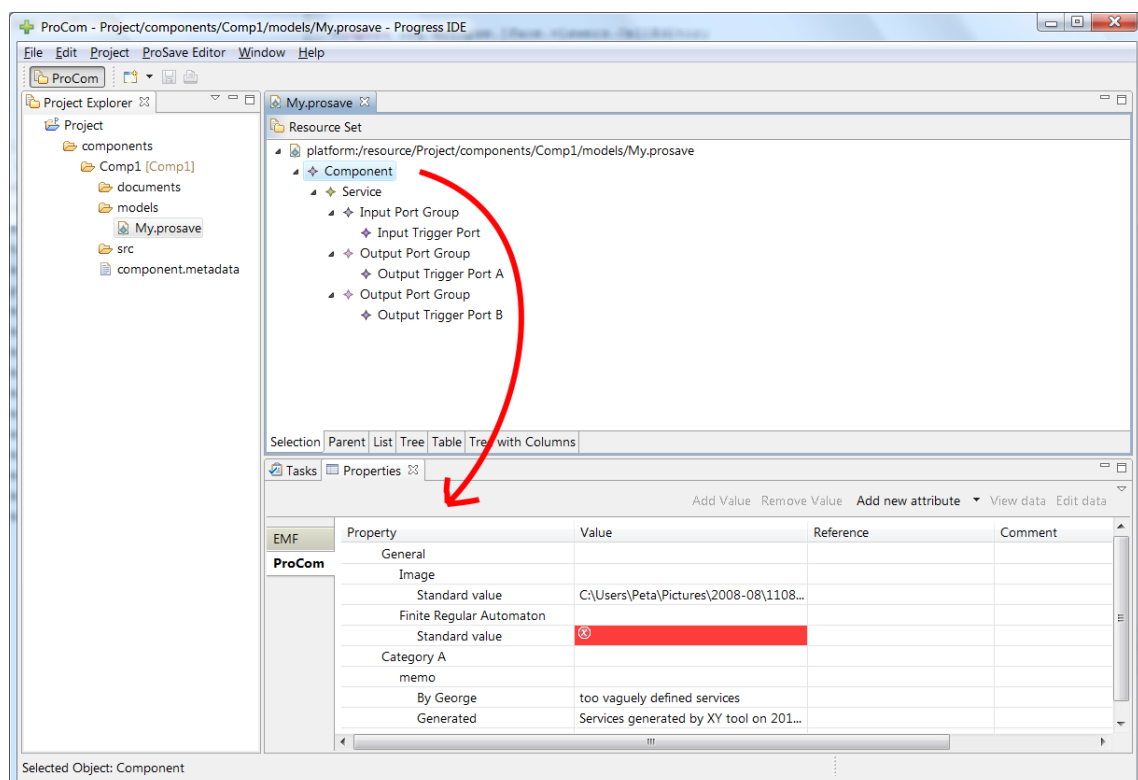 ProCom - Project/components/Comp1/models/My.prosave - Progress IDE
File Edit Project ProSave Editor Window Help
ProCom
Project Explorer
Project
components
Comp1 [Comp1]
documents
models
My.prosave
src
component.metadata
My.prosave
Resource Set
platform:/resource/Project/components/Comp1/models/My.prosave
Component
Service
Input Port Group
Input Trigger Port
Output Port Group
Output Trigger Port A
Output Port Group
Output Trigger Port B
Selection Parent List Tree Table Tree with Columns
Tasks Properties
Add Value Remove Value Add new attribute View data Edit data
EMF
ProCom
Property Value Reference Comment
General
Image
Standard value C:\Users\Peta\Pictures\2008-08\1108...
Finite Regular Automaton
Standard value
Category A
memo
By George too vaguely defined services
Generated Services generated by XY tool on 201...
Selected Object: Component